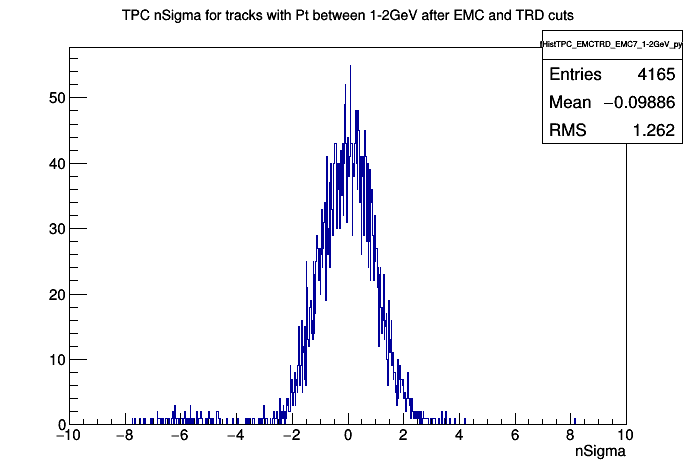 TPC nSigma for tracks with Pt between 1-2GeV after EMC and TRD cuts
HistTPC_EMCTRD_EMC7_1-2GeV_py
Entries 4165
Mean −0.09886
RMS 1.262
50
40
30
20
10
0
−10 −8 −6 −4 −2 0 2 4 6 8 10
nSigma